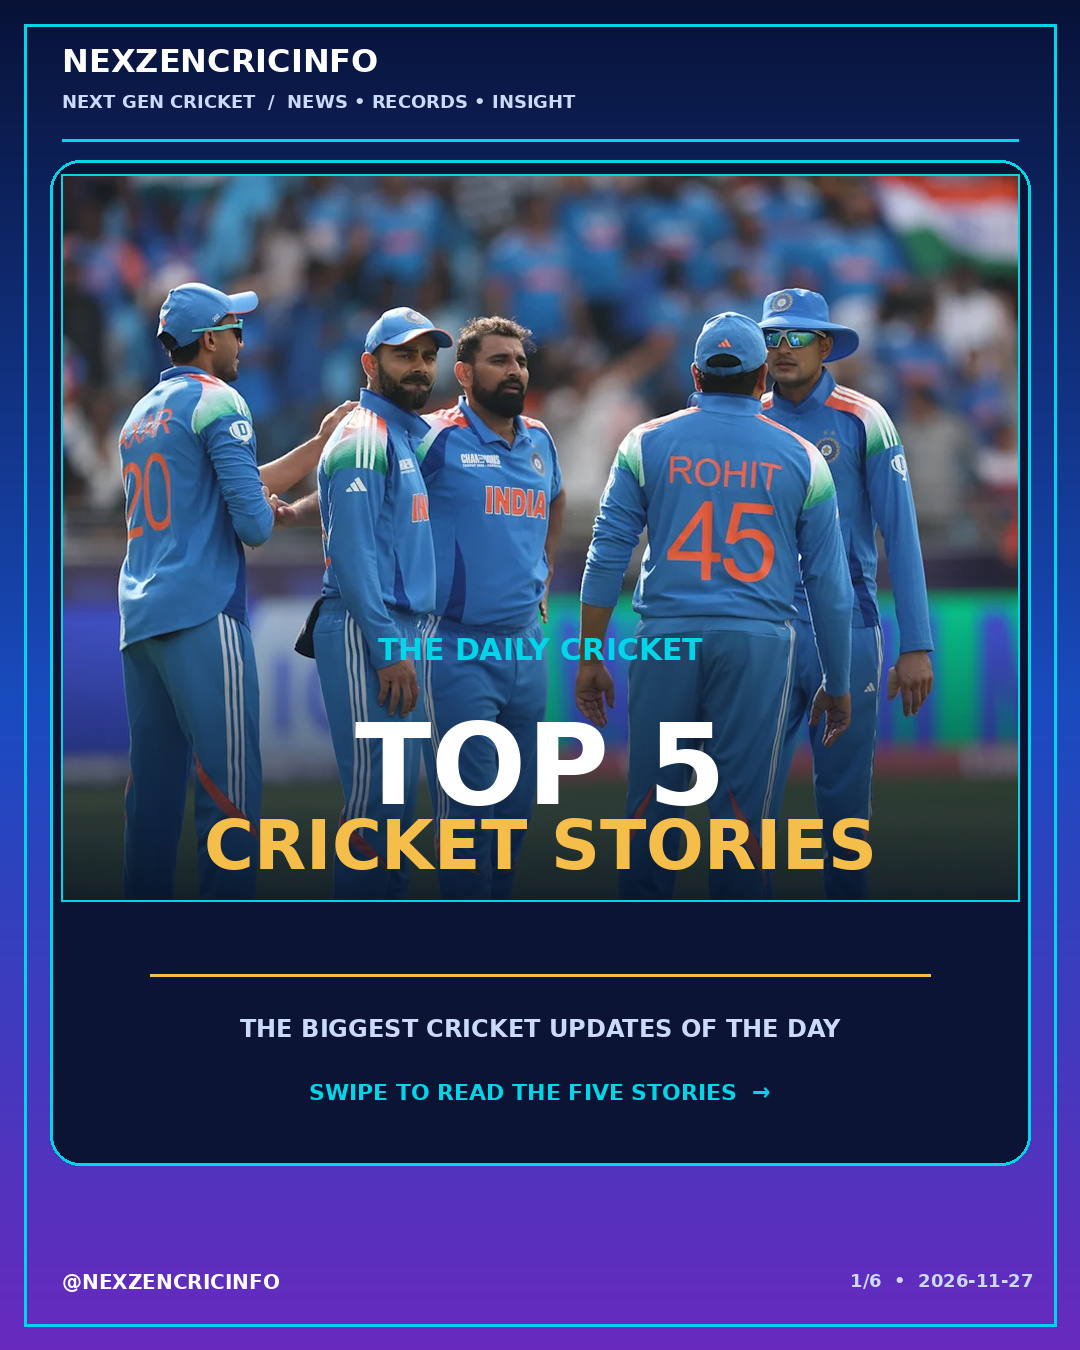 NEXZENCRICINFO
NEXT GEN CRICKET / NEWS • RECORDS • INSIGHT
AXAR
20
CHAMPIONS
INDIA
IN
ROHIT
45
THE DAILY CRICKET
TOP 5
CRICKET STORIES
THE BIGGEST CRICKET UPDATES OF THE DAY
SWIPE TO READ THE FIVE STORIES →
@NEXZENCRICINFO
1/6 • 2026-11-27